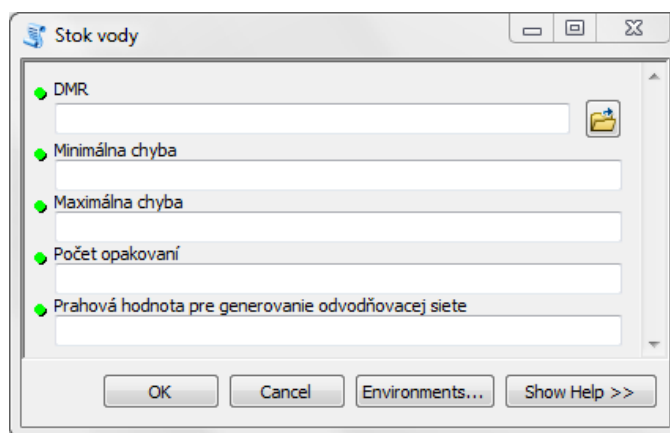 Stok vody
DMR
Minimálna chyba
Maximálna chyba
Počet opakovaní
Prahová hodnota pre generovanie odvodňovacej siete
OK Cancel Environments... Show Help >>